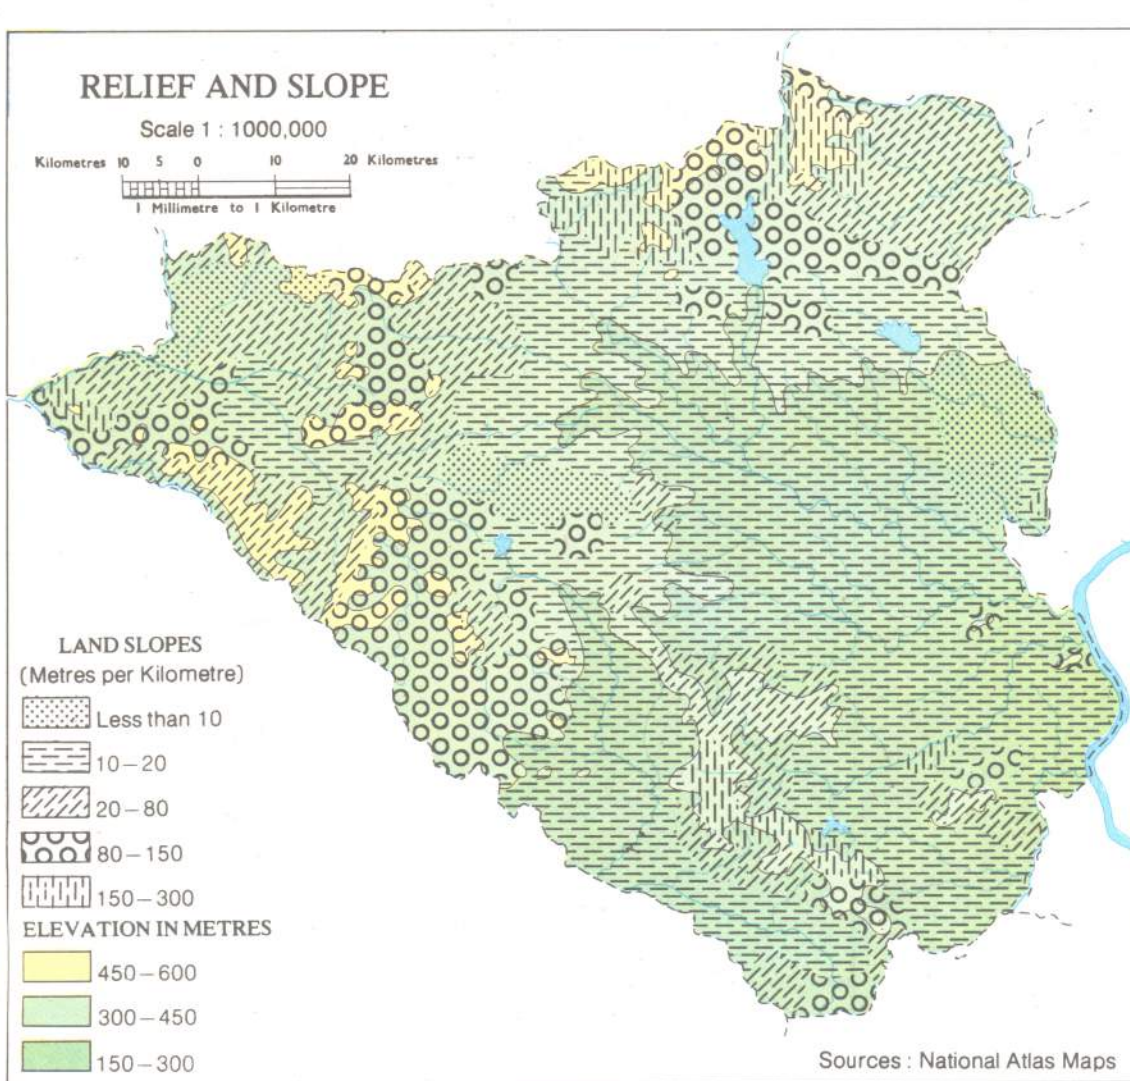 RELIEF AND SLOPE
Scale 1 : 1000,000
Kilometres 10 5 0 10 20 Kilometres
1 Millimetre to 1 Kilometre
LAND SLOPES
(Metres per Kilometre)
Less than 10
10–20
20–80
80–150
150–300
ELEVATION IN METRES
450–600
300–450
150–300
Sources : National Atlas Maps